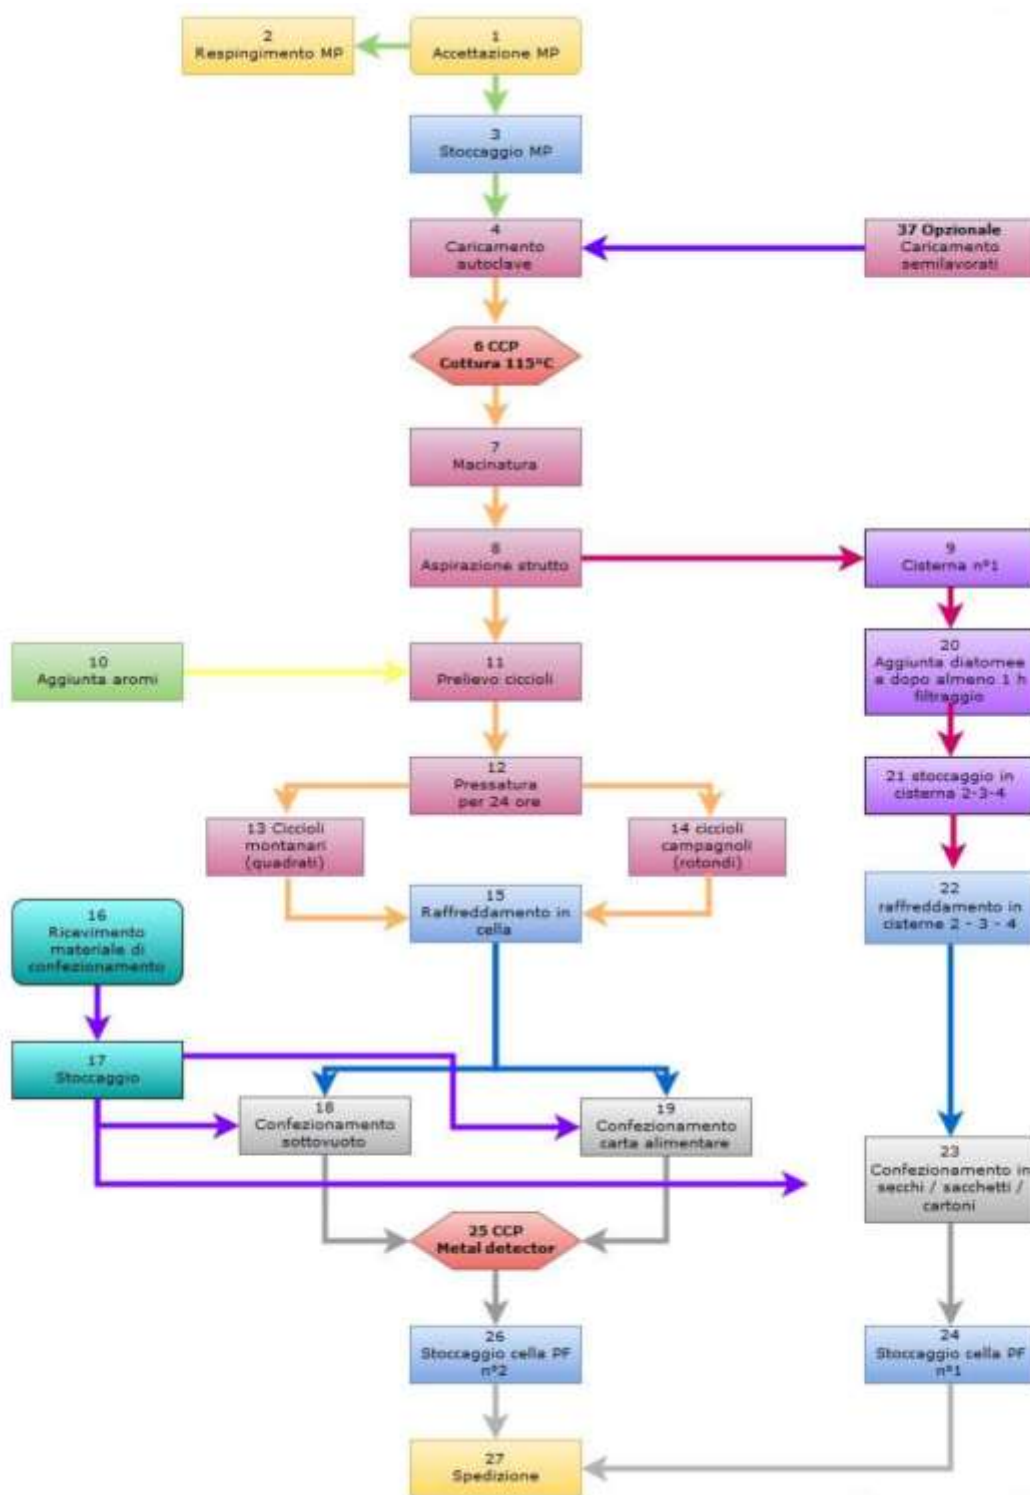 2
Respingimento MP
1
Accettazione MP
3
Stoccaggio MP
4
Caricamento
autoclave
37 Opzionale
Caricamento
semilavorati
6 CCP
Cottura 115°C
7
Macinatura
8
Aspirazione strutto
9
Cisterna n°1
10
Aggiunta aromi
11
Prelievo ciccioli
20
Aggiunta diatomee
e dopo almeno 1 h
filtraggio
12
Pressatura
per 24 ore
21 stoccaggio in
cisterna 2-3-4
13 Ciccioli
montanari
(quadrati)
14 ciccioli
campagnoli
(rotondi)
15
Raffreddamento in
cella
22
raffreddamento in
cisterne 2 - 3 - 4
16
Ricevimento
materiale di
confezionamento
17
Stoccaggio
18
Confezionamento
sottovuoto
19
Confezionamento
carta alimentare
23
Confezionamento in
secchi / sacchetti /
cartoni
25 CCP
Metal detector
26
Stoccaggio cella PF
n°2
24
Stoccaggio cella PF
n°1
27
Spedizione